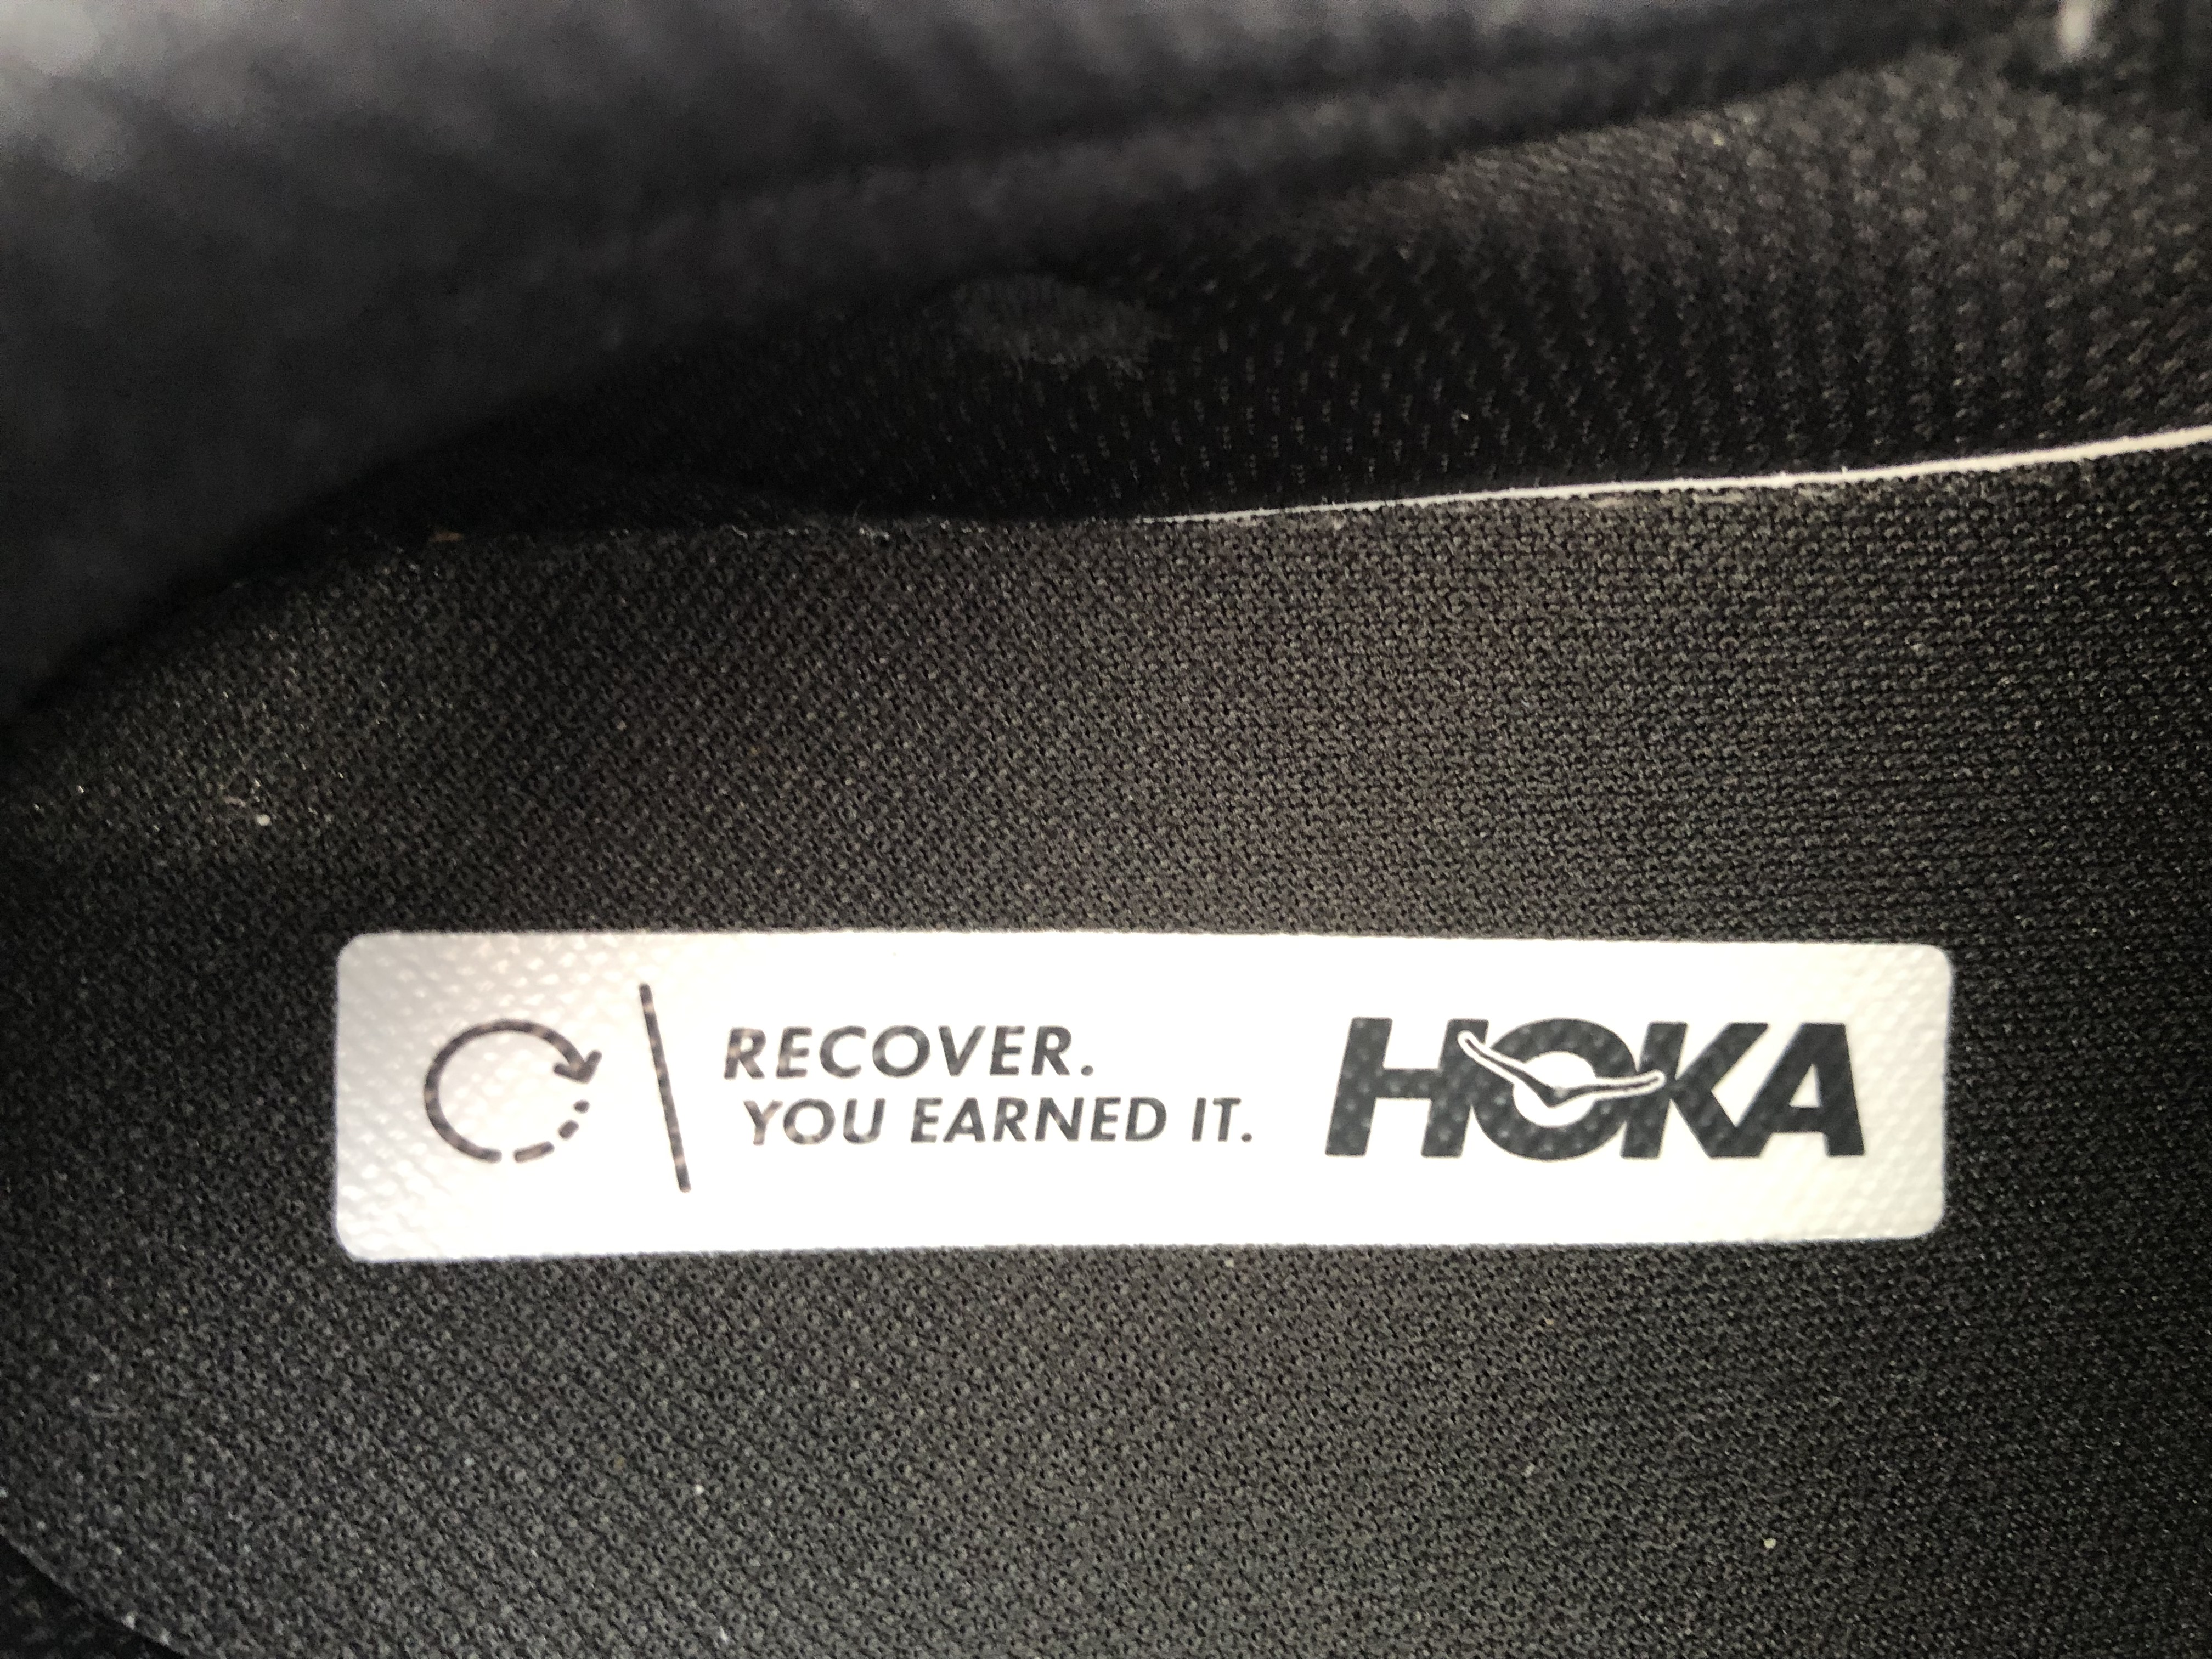 RECOVER.
YOU EARNED IT.
HOKA